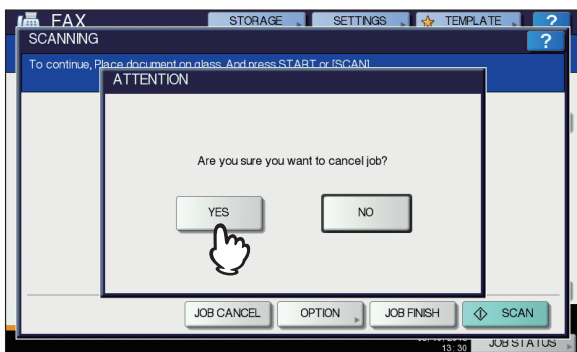 FAX STORAGE SETTINGS TEMPLATE ?
SCANNING ?
To continue, Place document on glass. And press START or [SCAN]
ATTENTION
Are you sure you want to cancel job?
YES NO
JOB CANCEL OPTION JOB FINISH SCAN
13:30 JOB STATUS